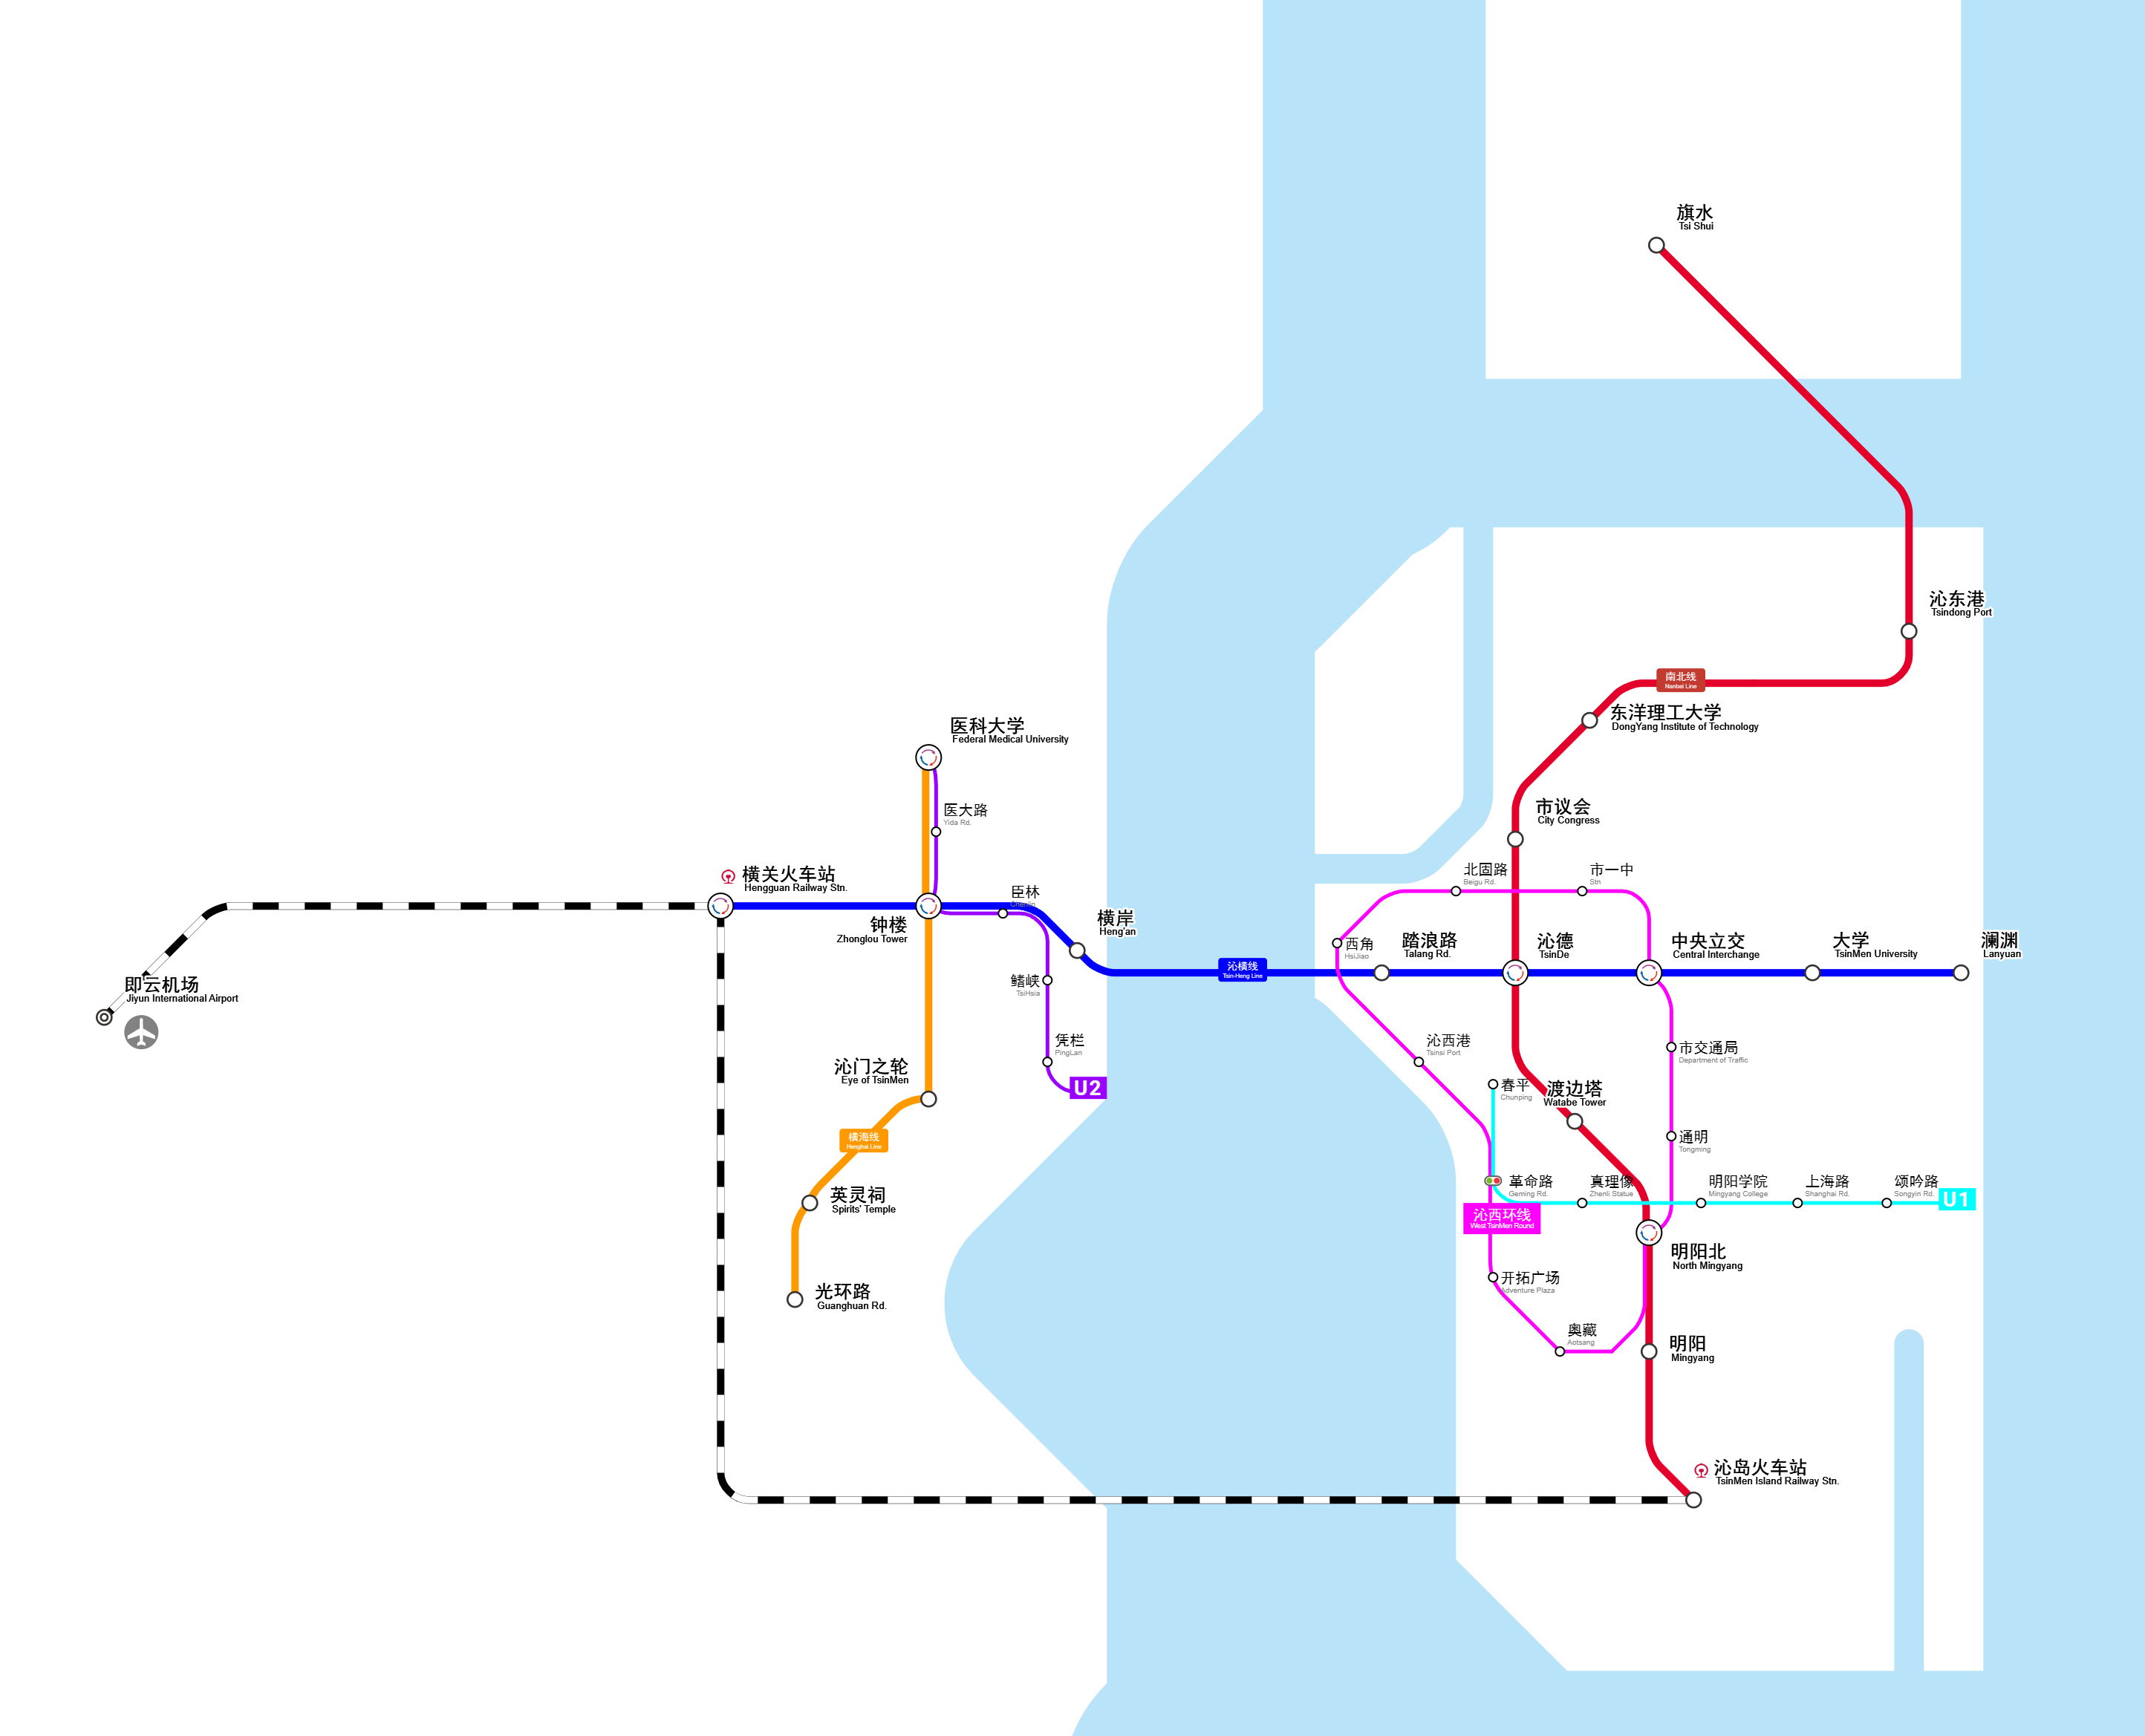 旗水
Tsi Shui
沁东港
Tsindong Port
南北线
Nanbei Line
东洋理工大学
DongYang Institute of Technology
医科大学
Federal Medical University
医大路
Yida Rd.
市议会
City Congress
横关火车站
Hengguan Railway Stn.
北固路
Beigu Rd.
市一中
Stn
臣林
钟楼
Zhonglou Tower
横岸
Heng'an
西角
HsiJiao
踏浪路
Talang Rd.
沁德
TsinDe
中央立交
Central Interchange
大学
TsinMen University
澜渊
Lanyuan
沁横线
Tsin-Heng Line
即云机场
Jiyun International Airport
鳍峡
TsiHsia
凭栏
PingLan
U2
沁西港
Tsinsi Port
市交通局
Department of Traffic
沁门之轮
Eye of TsinMen
春平
Chunping
渡边塔
Watabe Tower
横海线
Henghai Line
通明
Tongming
英灵祠
Spirits' Temple
革命路
Geming Rd.
真理像
Zhenli Statue
明阳学院
Mingyang College
上海路
Shanghai Rd.
颂吟路
Songyin Rd.
U1
沁西环线
West TsinMen Round
明阳北
North Mingyang
开拓广场
Adventure Plaza
光环路
Guanghuan Rd.
奥藏
Aotsang
明阳
Mingyang
沁岛火车站
TsinMen Island Railway Stn.